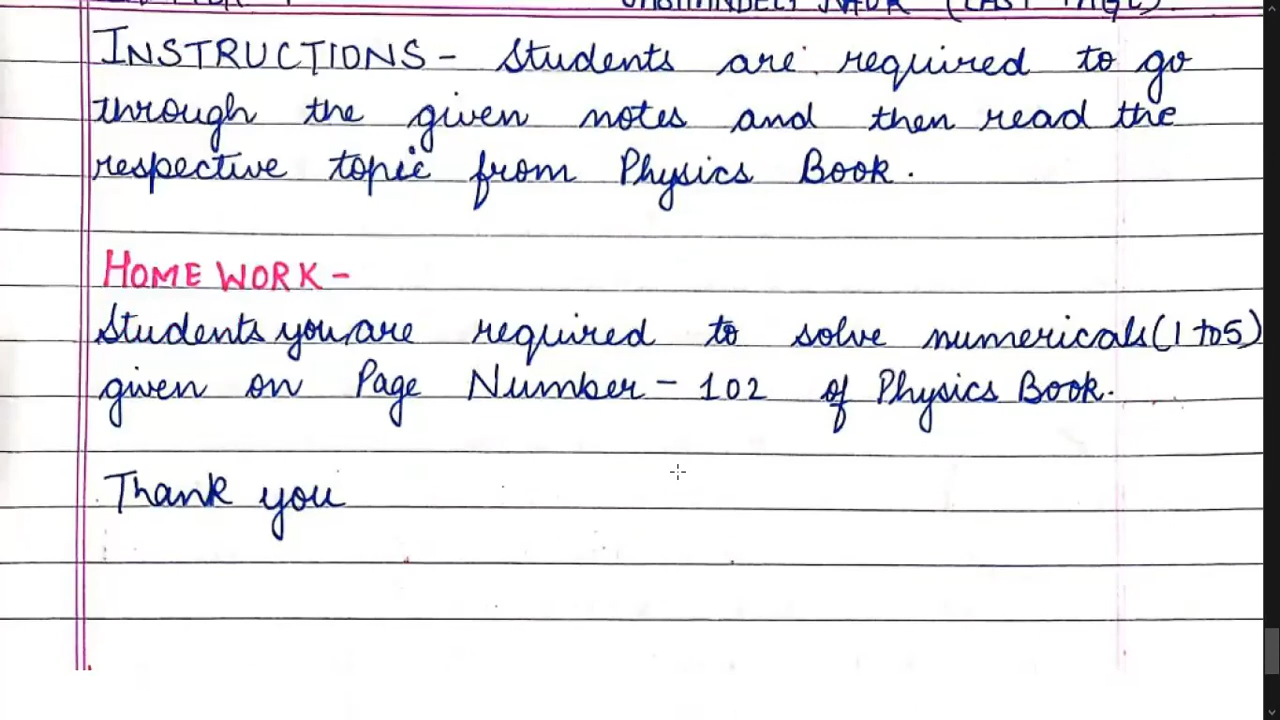 INSTRUCTIONS - Students are required to go
through the given notes and then read the
respective topic from Physics Book.
HOME WORK -
Students you are required to solve numericals (1 to 5)
given on Page Number - 102 of Physics Book.
Thank you